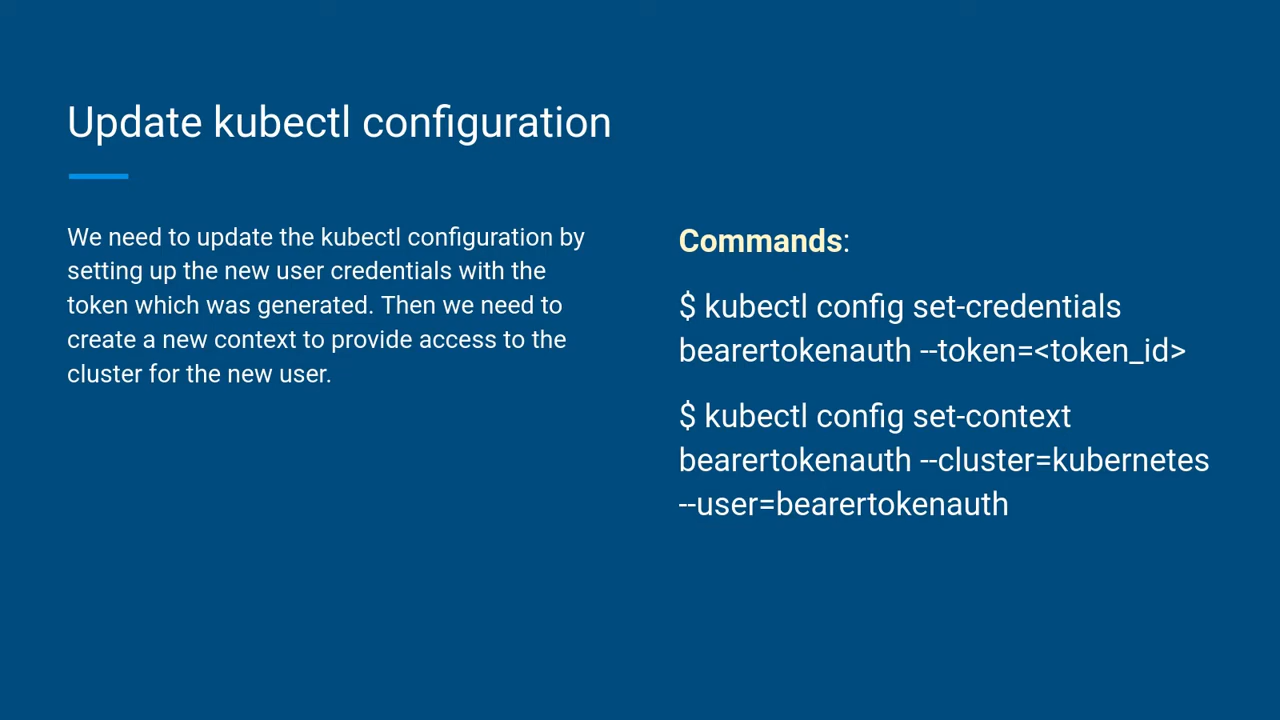 Update kubectl configuration
We need to update the kubectl configuration by
setting up the new user credentials with the
token which was generated. Then we need to
create a new context to provide access to the
cluster for the new user.
Commands:
$ kubectl config set-credentials
bearertokenauth --token=<token_id>
$ kubectl config set-context
bearertokenauth --cluster=kubernetes
--user=bearertokenauth